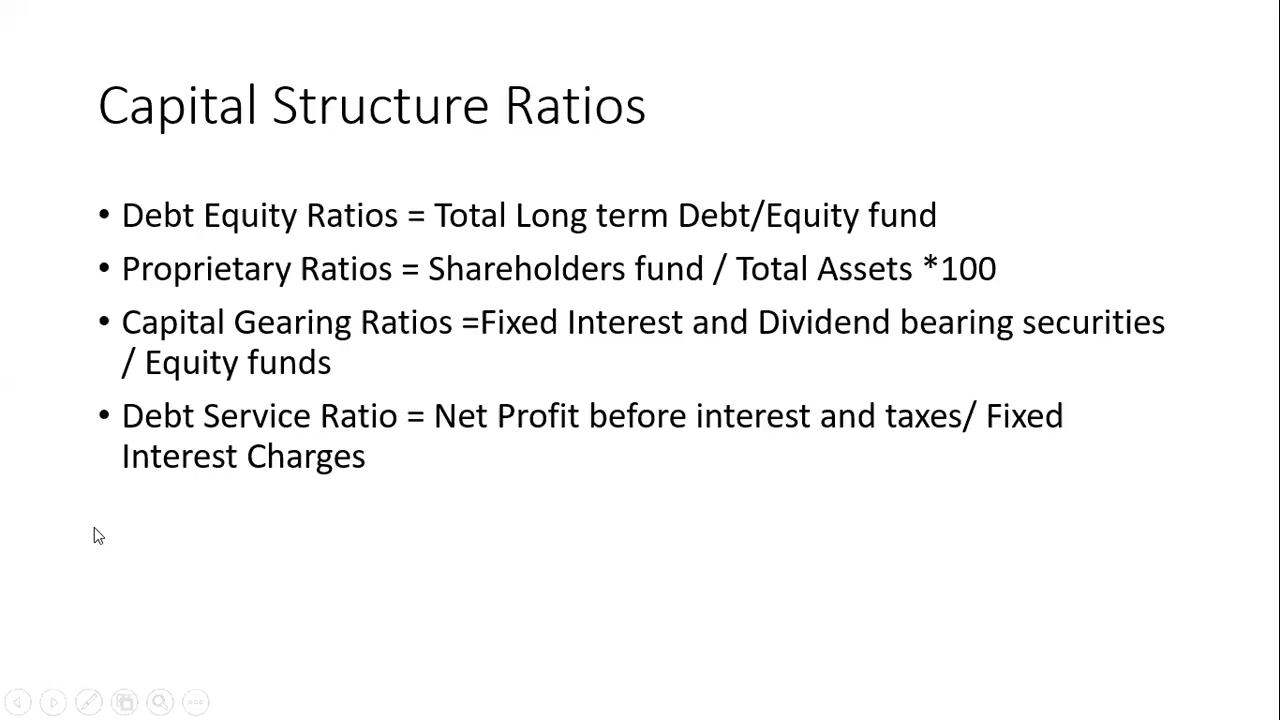 Capital Structure Ratios
• Debt Equity Ratios = Total Long term Debt/Equity fund
• Proprietary Ratios = Shareholders fund / Total Assets *100
• Capital Gearing Ratios =Fixed Interest and Dividend bearing securities
/ Equity funds
• Debt Service Ratio = Net Profit before interest and taxes/ Fixed
Interest Charges